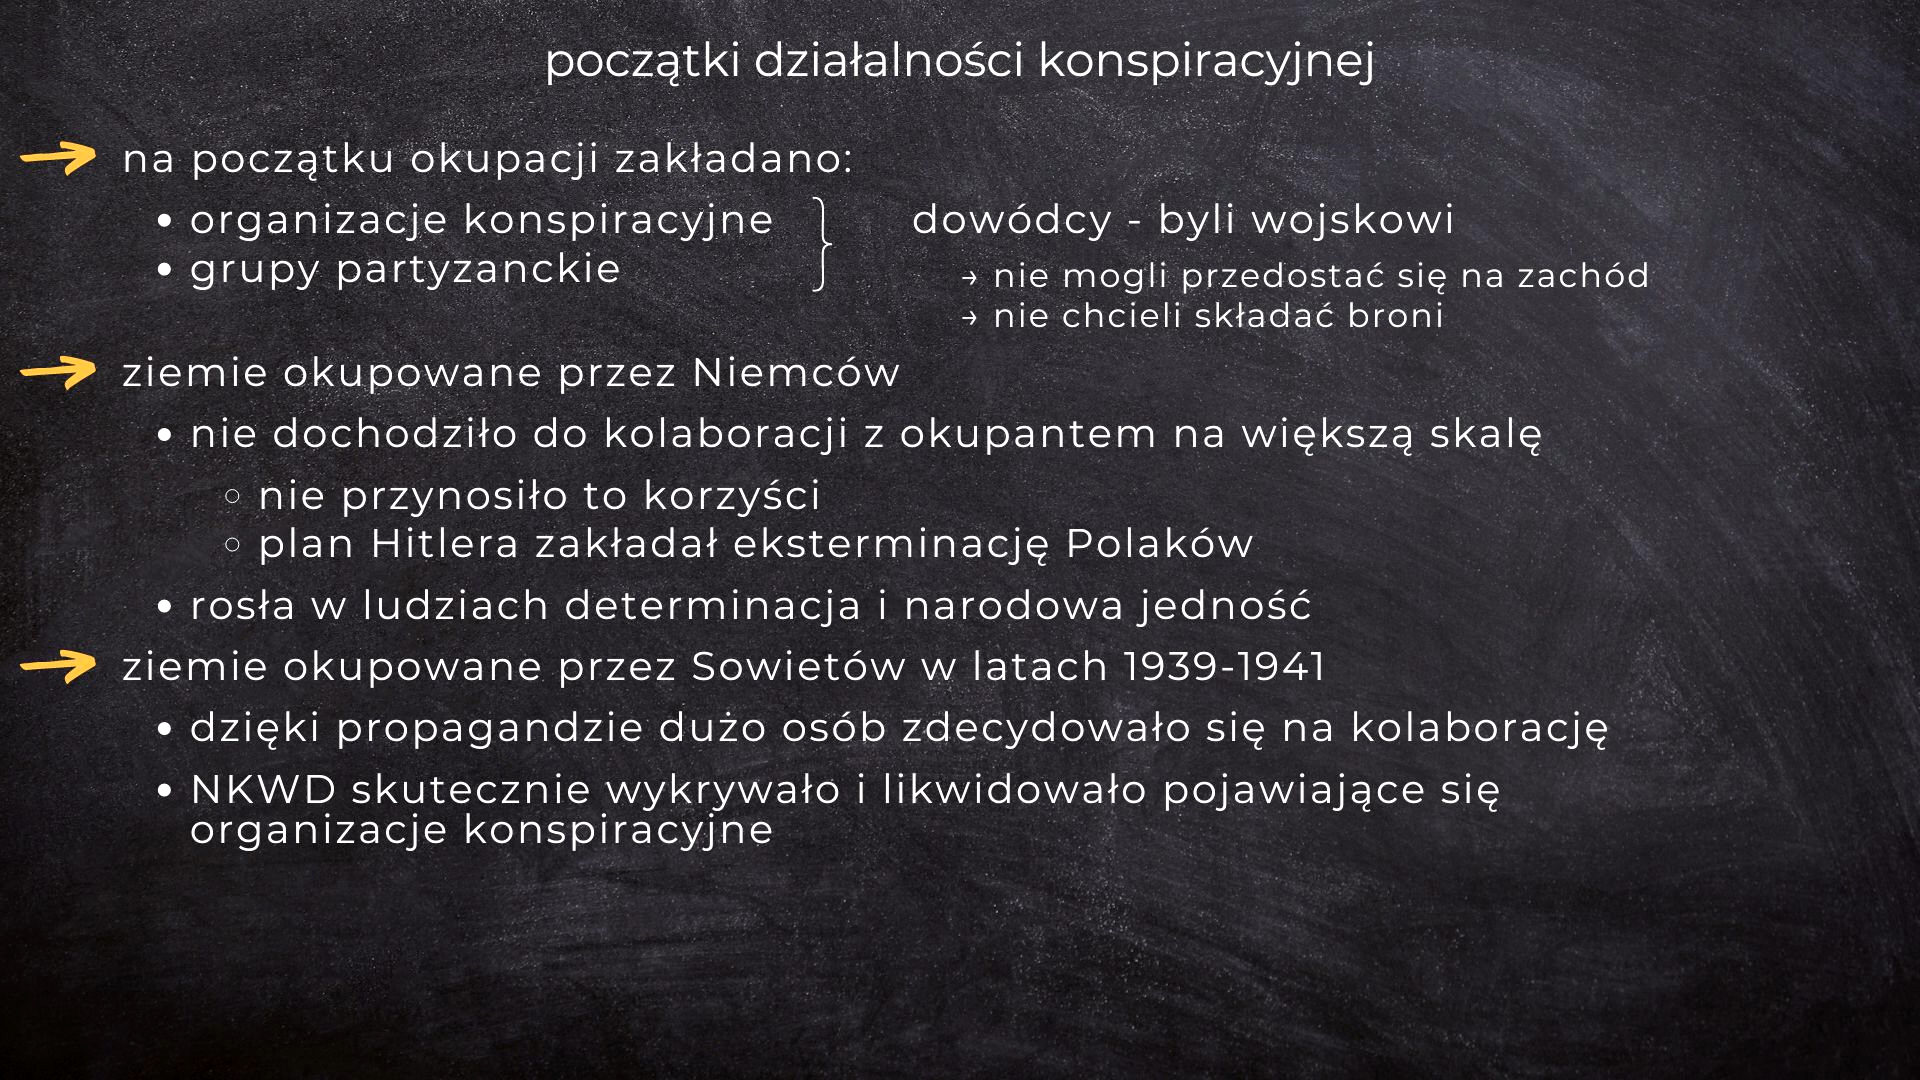 początki działalności konspiracyjnej
na początku okupacji zakładano:
• organizacje konspiracyjne
• grupy partyzanckie
dowódcy - byli wojskowi
→ nie mogli przedostać się na zachód
→ nie chcieli składać broni
ziemie okupowane przez Niemców
• nie dochodziło do kolaboracji z okupantem na większą skalę
◦ nie przynosiło to korzyści
◦ plan Hitlera zakładał eksterminację Polaków
• rosła w ludziach determinacja i narodowa jedność
ziemie okupowane przez Sowietów w latach 1939-1941
• dzięki propagandzie dużo osób zdecydowało się na kolaborację
• NKWD skutecznie wykrywało i likwidowało pojawiające się
organizacje konspiracyjne